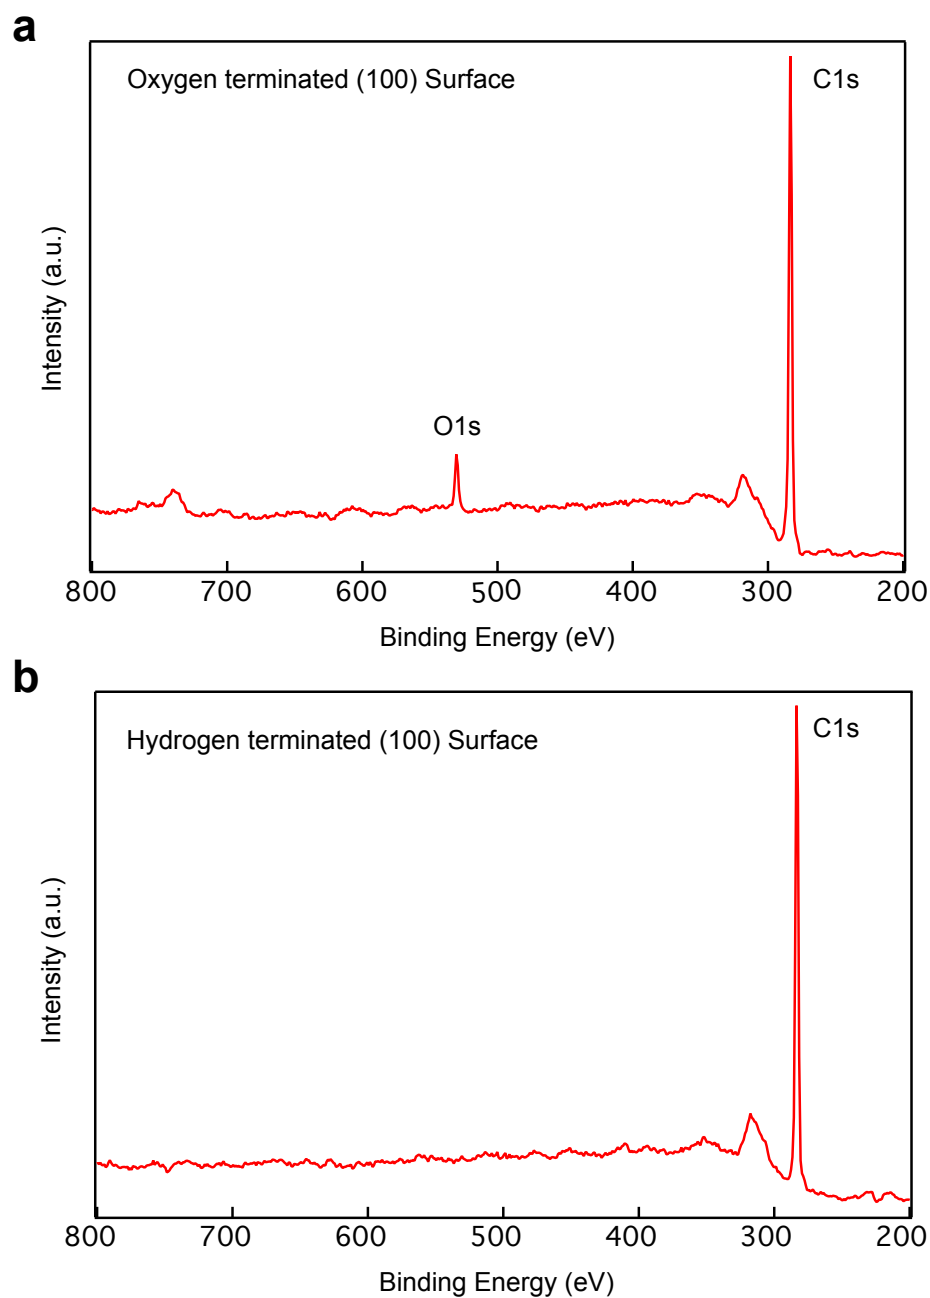 a
Oxygen terminated (100) Surface
C1s
O1s
Intensity (a.u.)
800 700 600 500 400 300 200
Binding Energy (eV)
b
Hydrogen terminated (100) Surface
C1s
Intensity (a.u.)
800 700 600 500 400 300 200
Binding Energy (eV)